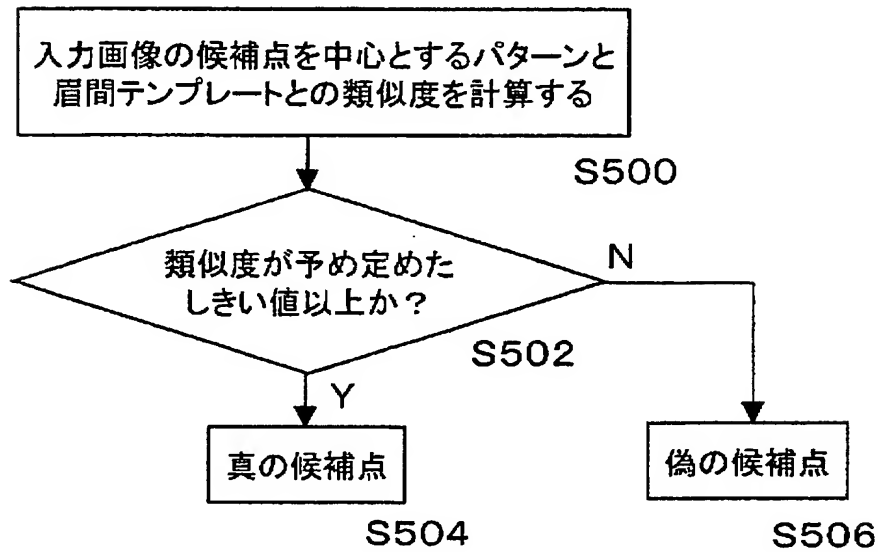 入力画像の候補点を中心とするパターンと
眉間テンプレートとの類似度を計算する
S500
類似度が予め定めた
しきい値以上か?
N
S502
Y
真の候補点
偽の候補点
S504
S506